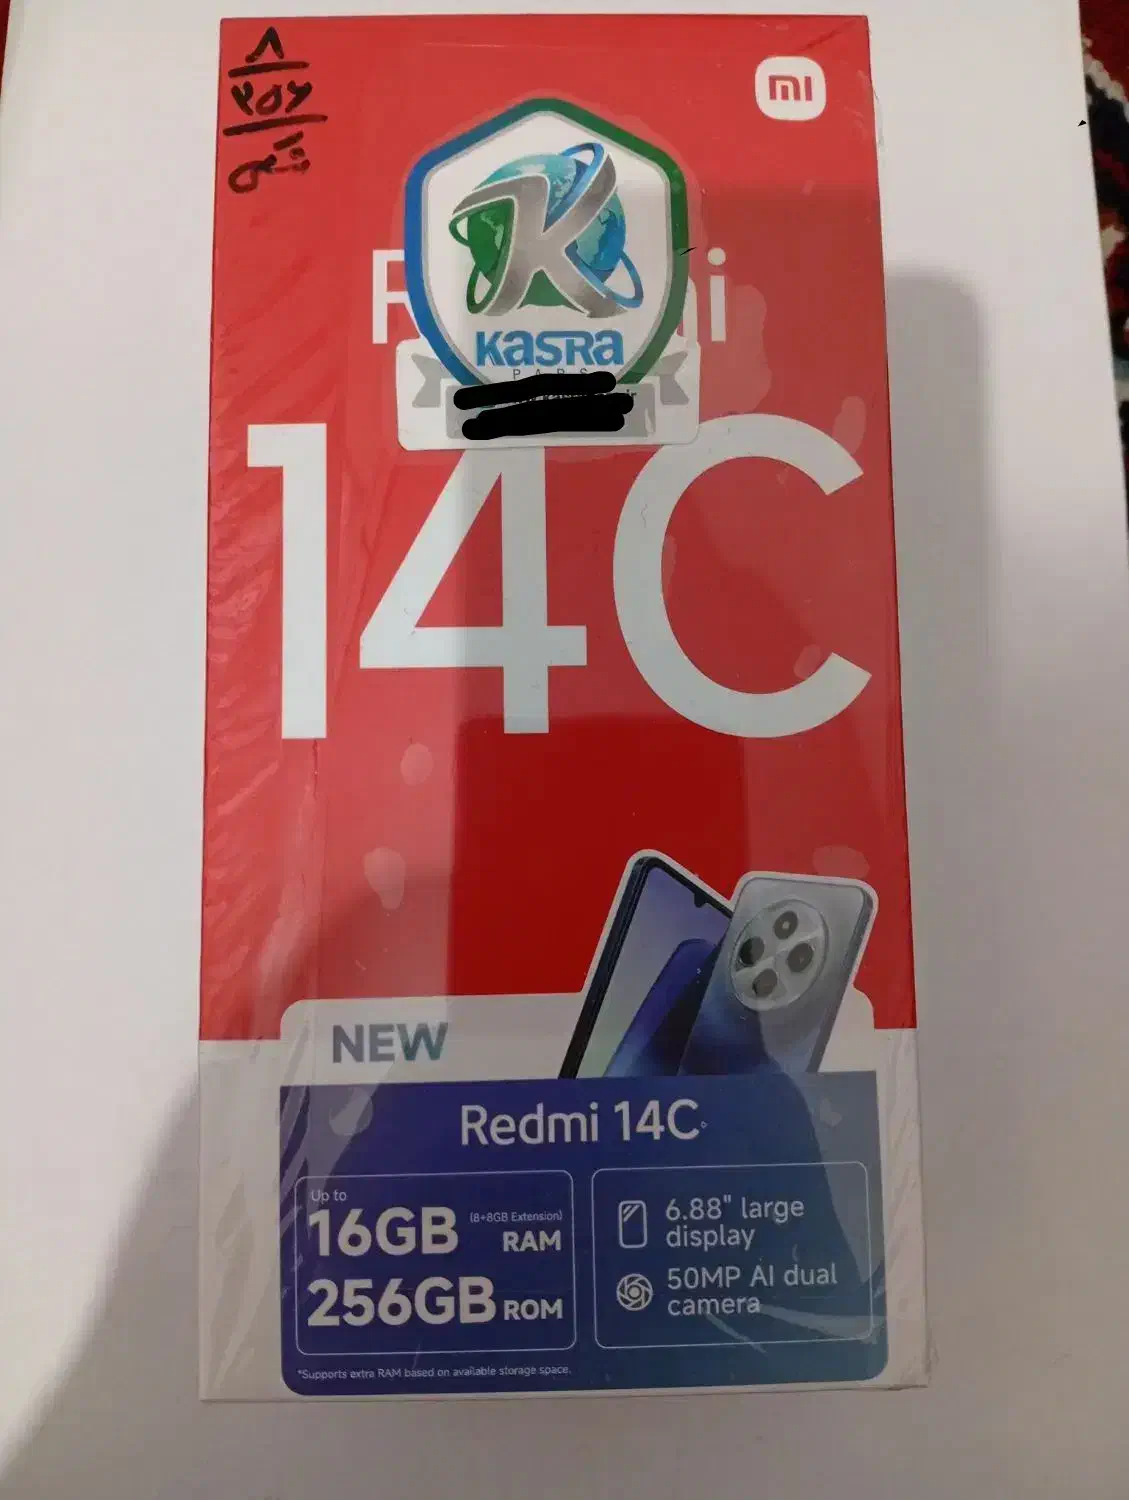 ۸
۲۵۶
mi
KASRA
PARS
14C
NEW
Redmi 14C
Up to
16GB (8+8GB Extension) RAM
256GB ROM
6.88" large
display
50MP AI dual
camera
*Supports extra RAM based on available storage space.